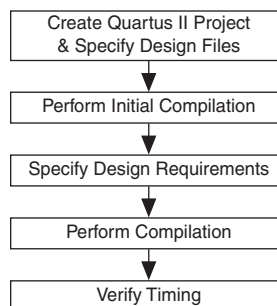 Create Quartus II Project
& Specify Design Files
Perform Initial Compilation
Specify Design Requirements
Perform Compilation
Verify Timing